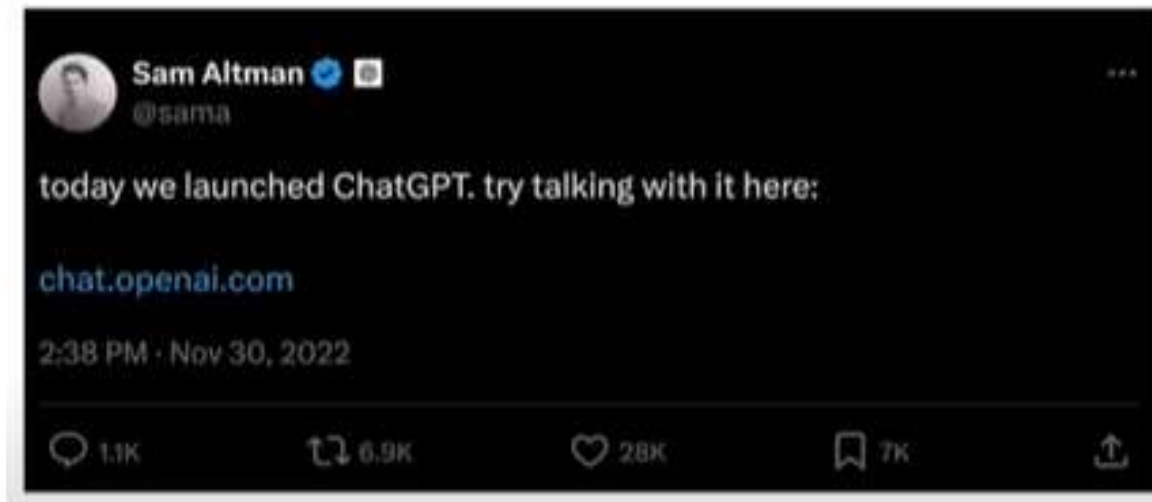 Sam Altman
@sama
today we launched ChatGPT. try talking with it here:
chat.openai.com
2:38 PM · Nov 30, 2022
1.1K 6.9K 28K 7K